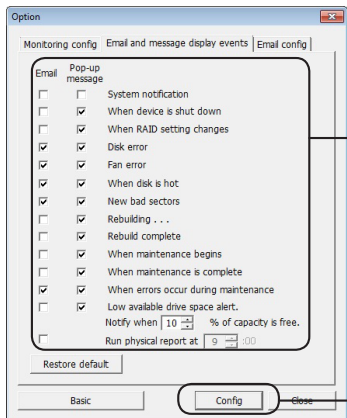 Option
Monitoring config Email and message display events Email config
Email Pop-up message
System notification
When device is shut down
When RAID setting changes
Disk error
Fan error
When disk is hot
New bad sectors
Rebuilding . . .
Rebuild complete
When maintenance begins
When maintenance is complete
When errors occur during maintenance
Low available drive space alert.
Notify when 10 % of capacity is free.
Run physical report at 9 :00
Restore default
Basic Config Close